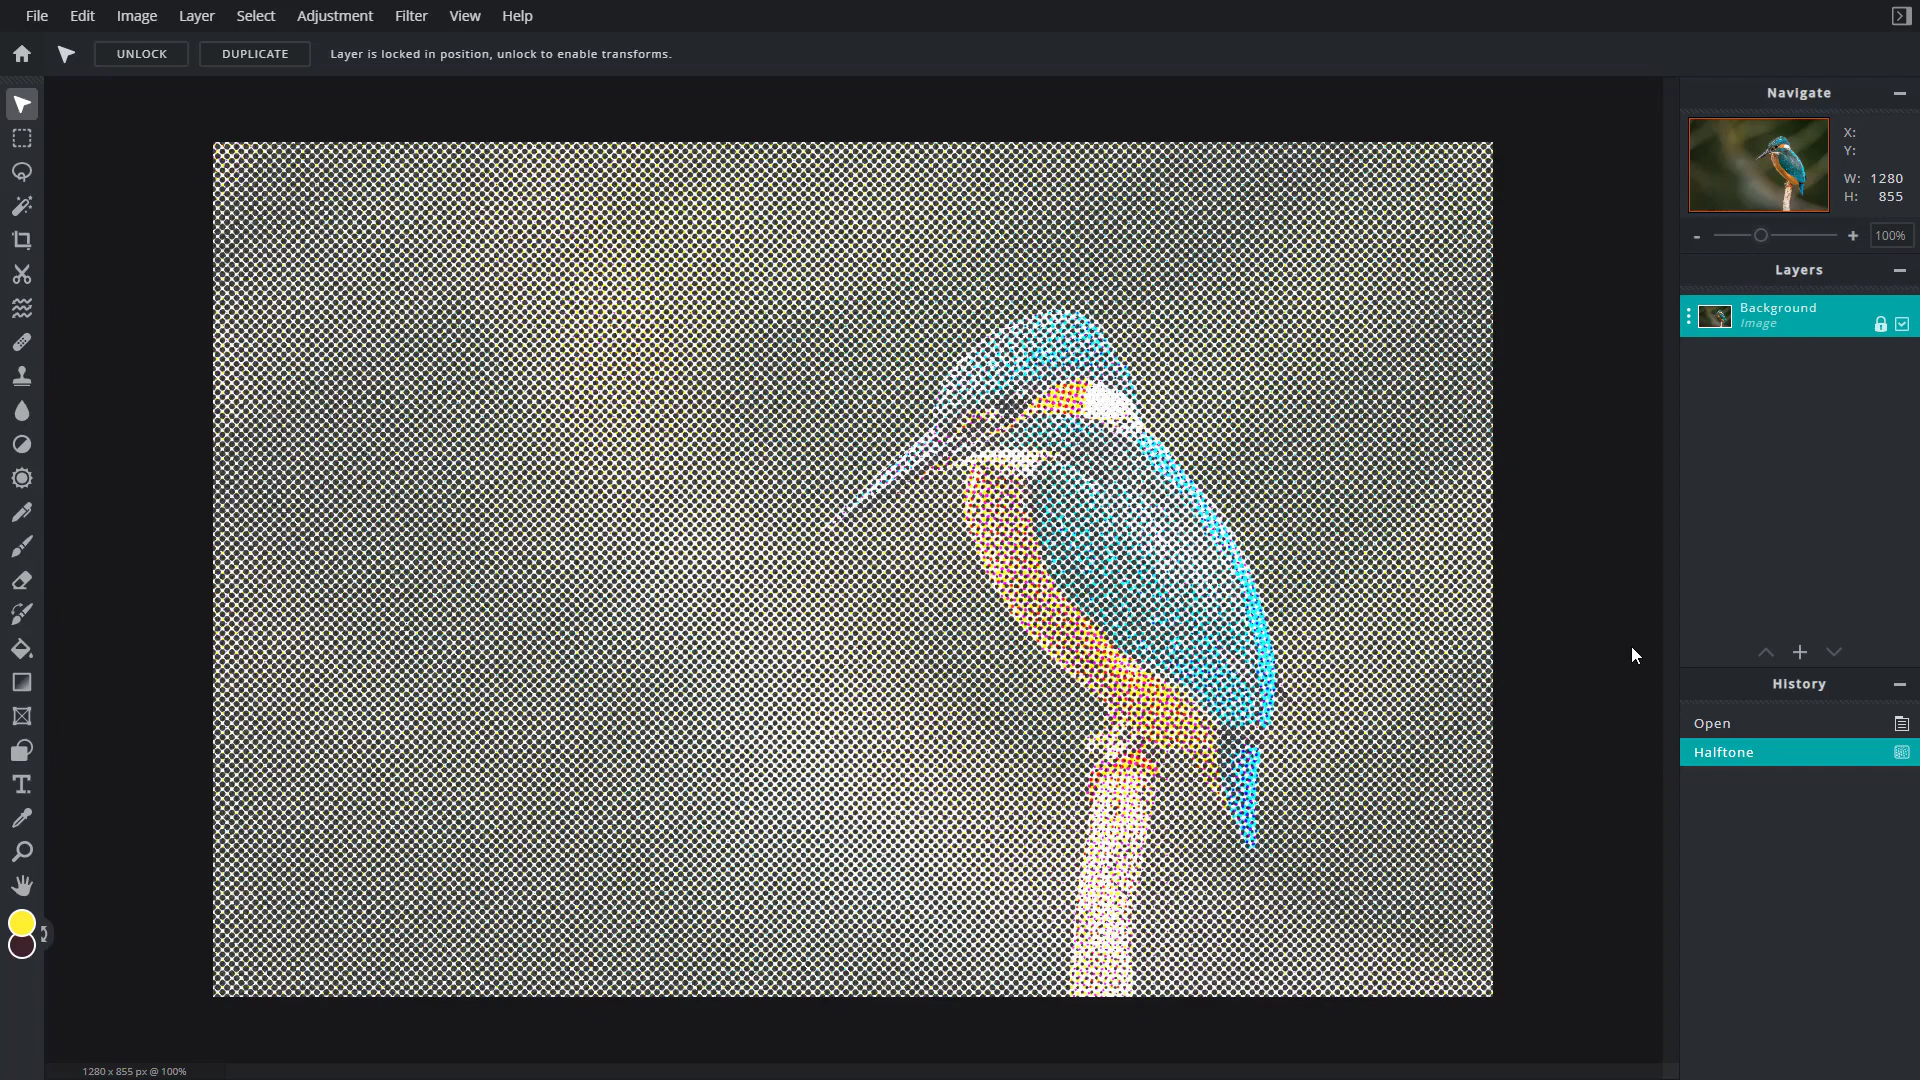 File Edit Image Layer Select Adjustment Filter View Help
UNLOCK DUPLICATE Layer is locked in position, unlock to enable transforms.
Navigate
X:
Y:
W: 1280
H: 855
- + 100%
Layers
Background
Image
History
Open
Halftone
1280 x 855 px @ 100%